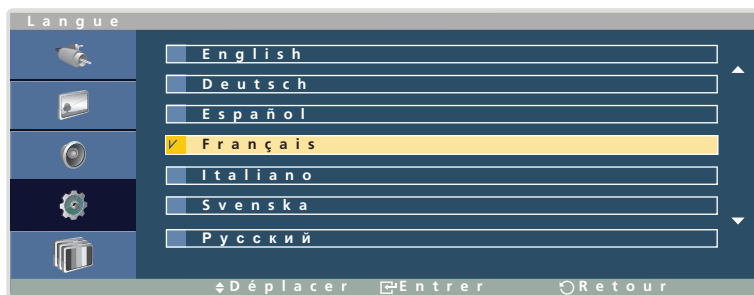 Langue
English
Deutsch
Español
Français
Italiano
Svenska
Русский
Déplacer Entrer Retour